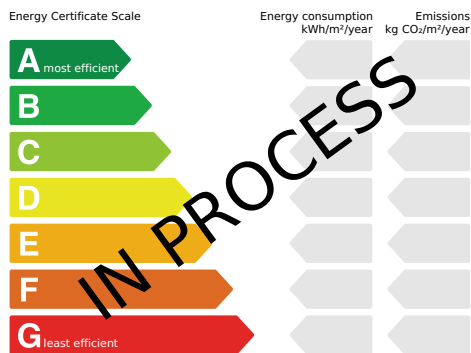 Energy Certificate Scale
Energy consumption
kWh/m²/year
Emissions
kg CO₂/m²/year
A most efficient
B
C
D
E
F
G least efficient
IN PROCESS